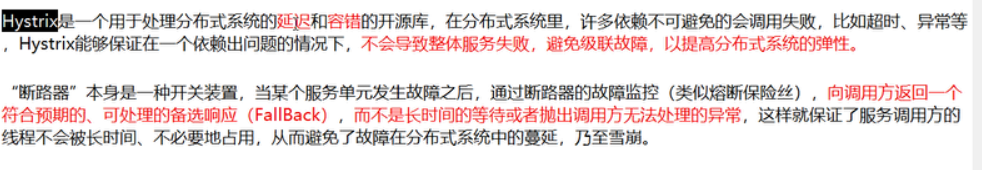 Hystrix是一个用于处理分布式系统的延迟和容错的开源库，在分布式系统里，许多依赖不可避免的会调用失败，比如超时、异常等
，Hystrix能够保证在一个依赖出问题的情况下，不会导致整体服务失败，避免级联故障，以提高分布式系统的弹性。
“断路器”本身是一种开关装置，当某个服务单元发生故障之后，通过断路器的故障监控（类似熔断保险丝），向调用方返回一个
符合预期的、可处理的备选响应（FallBack），而不是长时间的等待或者抛出调用方无法处理的异常，这样就保证了服务调用方的
线程不会被长时间、不必要地占用，从而避免了故障在分布式系统中的蔓延，乃至雪崩。